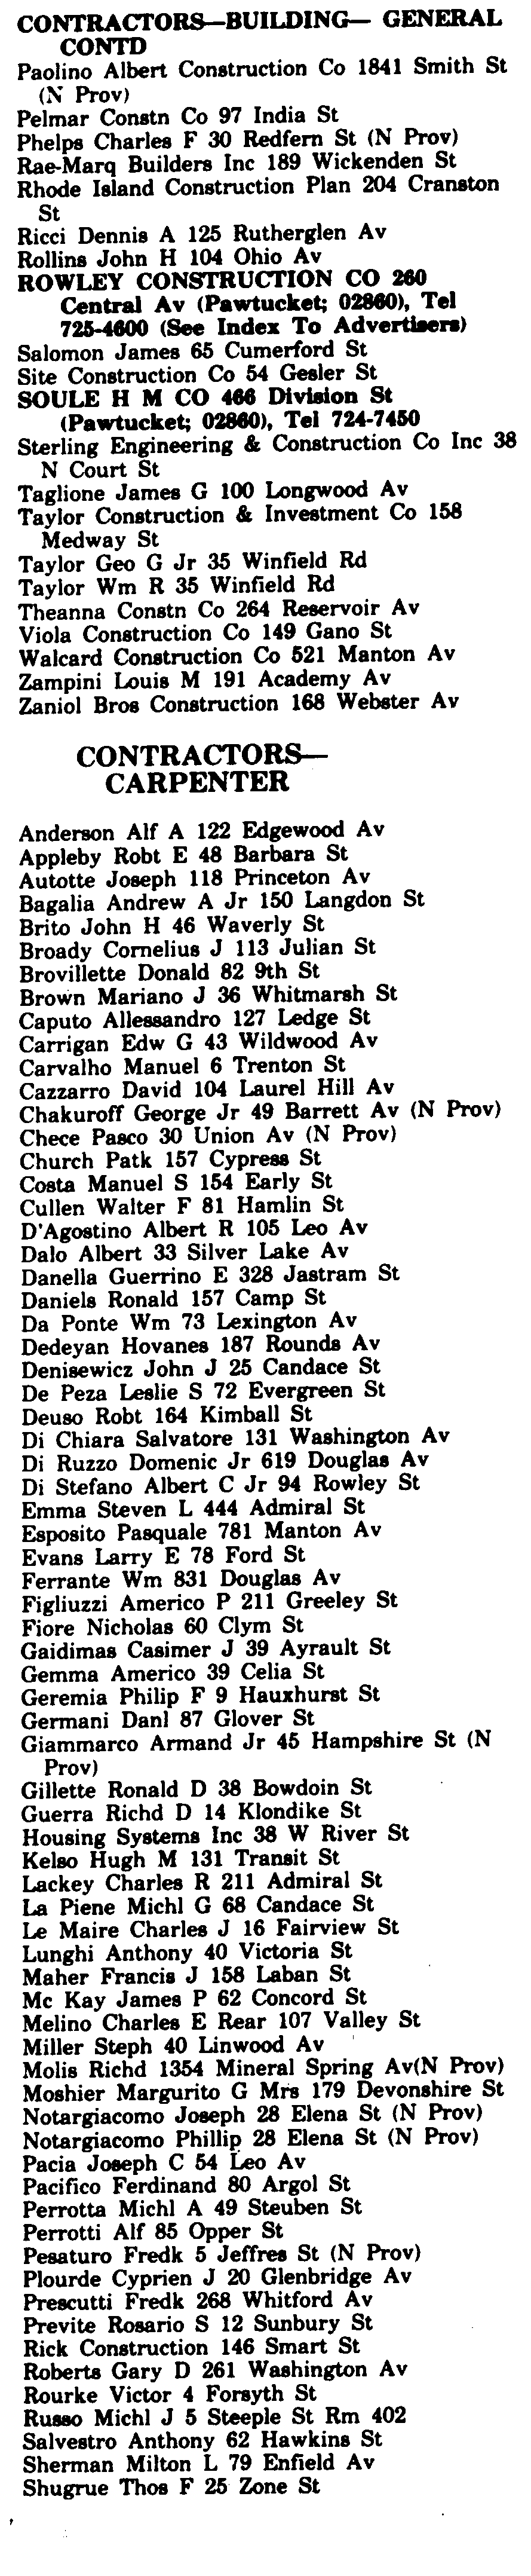 CONTRACTORS—BUILDING— GENERAL
CONTD
Paolino Albert Construction Co 1841 Smith St
(N Prov)
Pelmar Constn Co 97 India St
Phelps Charles F 30 Redfern St (N Prov)
Rae-Marq Builders Inc 189 Wickenden St
Rhode Island Construction Plan 204 Cranston
St
Ricci Dennis A 125 Rutherglen Av
Rollins John H 104 Ohio Av
ROWLEY CONSTRUCTION CO 260
Central Av (Pawtucket; 02860), Tel
725-4600 (See Index To Advertisers)
Salomon James 65 Cumerford St
Site Construction Co 54 Gesler St
SOULE H M CO 466 Division St
(Pawtucket; 02860), Tel 724-7450
Sterling Engineering & Construction Co Inc 38
N Court St
Taglione James G 100 Longwood Av
Taylor Construction & Investment Co 158
Medway St
Taylor Geo G Jr 35 Winfield Rd
Taylor Wm R 35 Winfield Rd
Theanna Constn Co 264 Reservoir Av
Viola Construction Co 149 Gano St
Walcard Construction Co 521 Manton Av
Zampini Louis M 191 Academy Av
Zaniol Bros Construction 168 Webster Av
CONTRACTORS—
CARPENTER
Anderson Alf A 122 Edgewood Av
Appleby Robt E 48 Barbara St
Autotte Joseph 118 Princeton Av
Bagalia Andrew A Jr 150 Langdon St
Brito John H 46 Waverly St
Broady Cornelius J 113 Julian St
Brovillette Donald 82 9th St
Brown Mariano J 36 Whitmarsh St
Caputo Allessandro 127 Ledge St
Carrigan Edw G 43 Wildwood Av
Carvalho Manuel 6 Trenton St
Cazzarro David 104 Laurel Hill Av
Chakuroff George Jr 49 Barrett Av (N Prov)
Chece Pasco 30 Union Av (N Prov)
Church Patk 157 Cypress St
Costa Manuel S 154 Early St
Cullen Walter F 81 Hamlin St
D'Agostino Albert R 105 Leo Av
Dalo Albert 33 Silver Lake Av
Danella Guerrino E 328 Jastram St
Daniels Ronald 157 Camp St
Da Ponte Wm 73 Lexington Av
Dedeyan Hovanes 187 Rounds Av
Denisewicz John J 25 Candace St
De Peza Leslie S 72 Evergreen St
Deuso Robt 164 Kimball St
Di Chiara Salvatore 131 Washington Av
Di Ruzzo Domenic Jr 619 Douglas Av
Di Stefano Albert C Jr 94 Rowley St
Emma Steven L 444 Admiral St
Esposito Pasquale 781 Manton Av
Evans Larry E 78 Ford St
Ferrante Wm 831 Douglas Av
Figliuzzi Americo P 211 Greeley St
Fiore Nicholas 60 Clym St
Gaidimas Casimer J 39 Ayrault St
Gemma Americo 39 Celia St
Geremia Philip F 9 Hauxhurst St
Germani Danl 87 Glover St
Giammarco Armand Jr 45 Hampshire St (N
Prov)
Gillette Ronald D 38 Bowdoin St
Guerra Richd D 14 Klondike St
Housing Systems Inc 38 W River St
Kelso Hugh M 131 Transit St
Lackey Charles R 211 Admiral St
La Piene Michl G 68 Candace St
Le Maire Charles J 16 Fairview St
Lunghi Anthony 40 Victoria St
Maher Francis J 158 Laban St
Mc Kay James P 62 Concord St
Melino Charles E Rear 107 Valley St
Miller Steph 40 Linwood Av
Molis Richd 1354 Mineral Spring Av(N Prov)
Moshier Margurito G Mrs 179 Devonshire St
Notargiacomo Joseph 28 Elena St (N Prov)
Notargiacomo Phillip 28 Elena St (N Prov)
Pacia Joseph C 54 Leo Av
Pacifico Ferdinand 80 Argol St
Perrotta Michl A 49 Steuben St
Perrotti Alf 85 Opper St
Pesaturo Fredk 5 Jeffres St (N Prov)
Plourde Cyprien J 20 Glenbridge Av
Prescutti Fredk 268 Whitford Av
Previte Rosario S 12 Sunbury St
Rick Construction 146 Smart St
Roberts Gary D 261 Washington Av
Rourke Victor 4 Forsyth St
Russo Michl J 5 Steeple St Rm 402
Salvestro Anthony 62 Hawkins St
Sherman Milton L 79 Enfield Av
Shugrue Thos F 25 Zone St